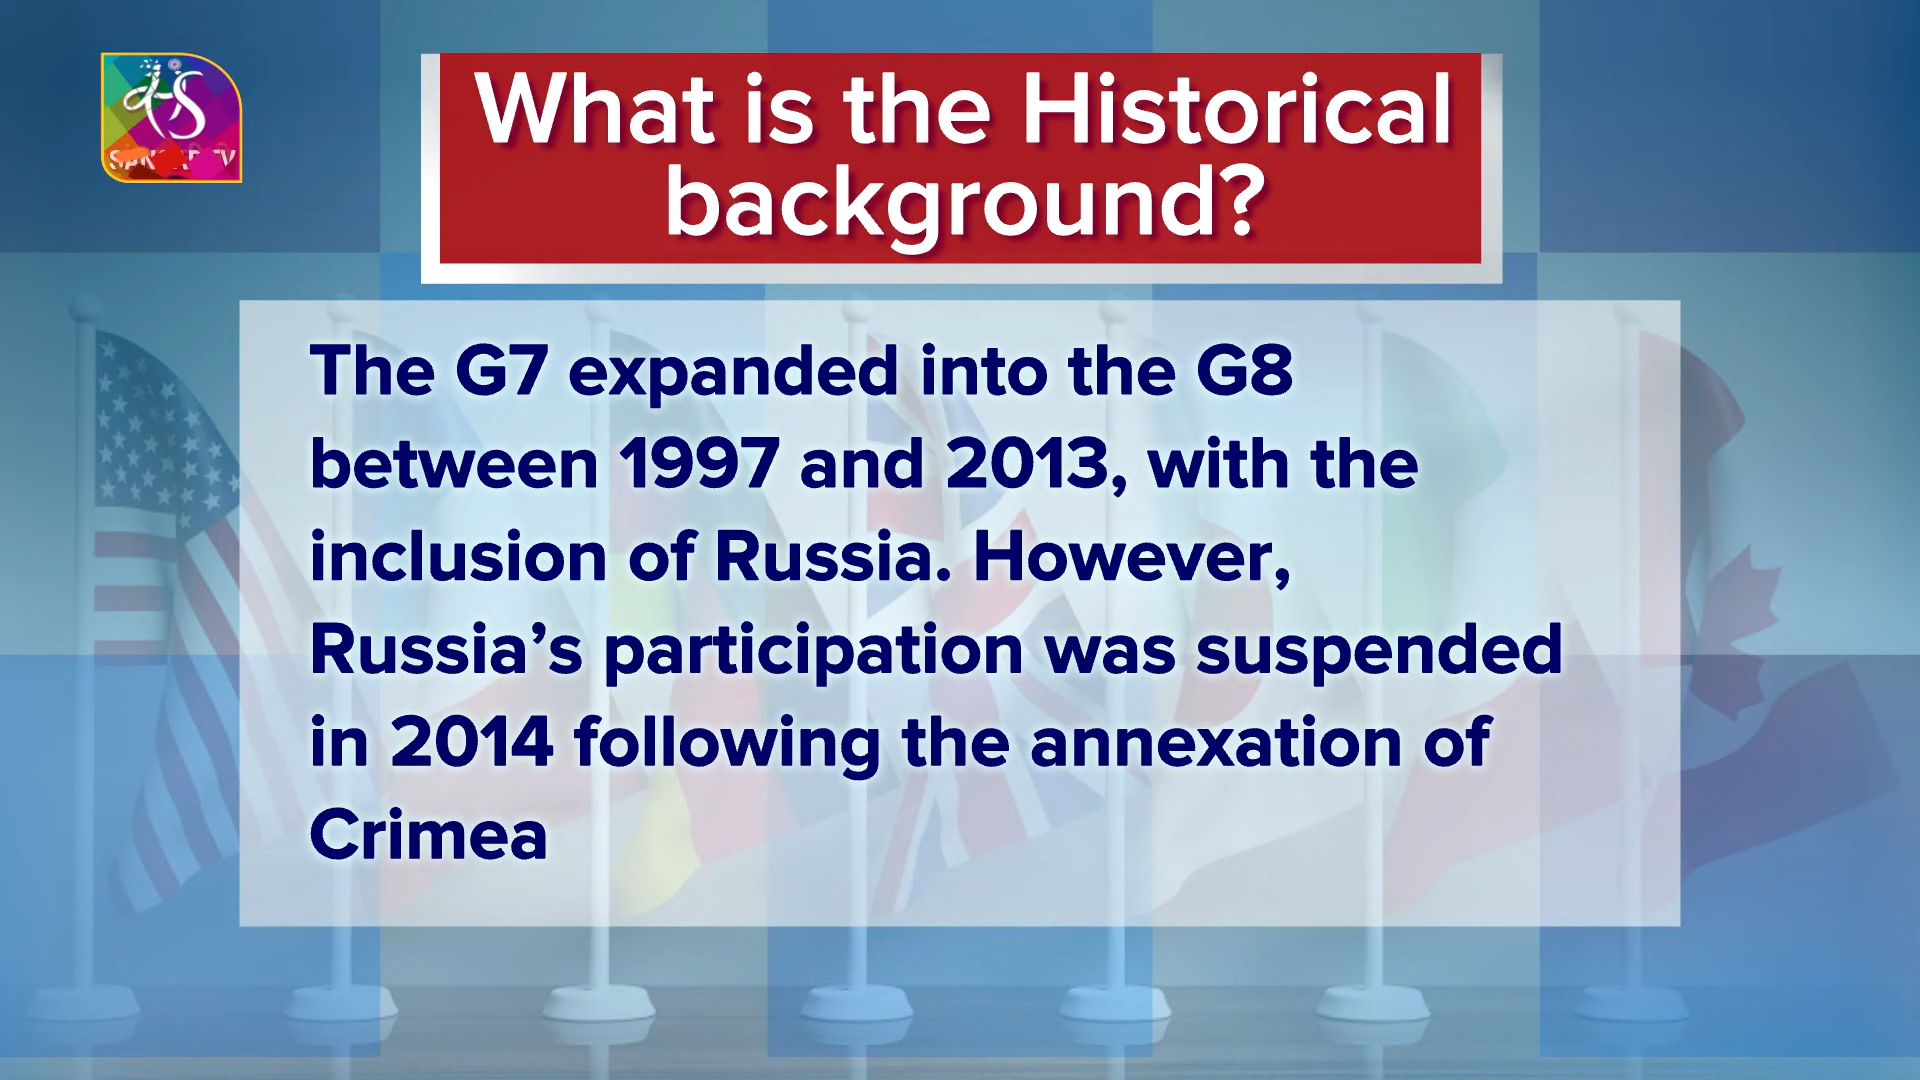 What is the Historical
background?
The G7 expanded into the G8
between 1997 and 2013, with the
inclusion of Russia. However,
Russia’s participation was suspended
in 2014 following the annexation of
Crimea